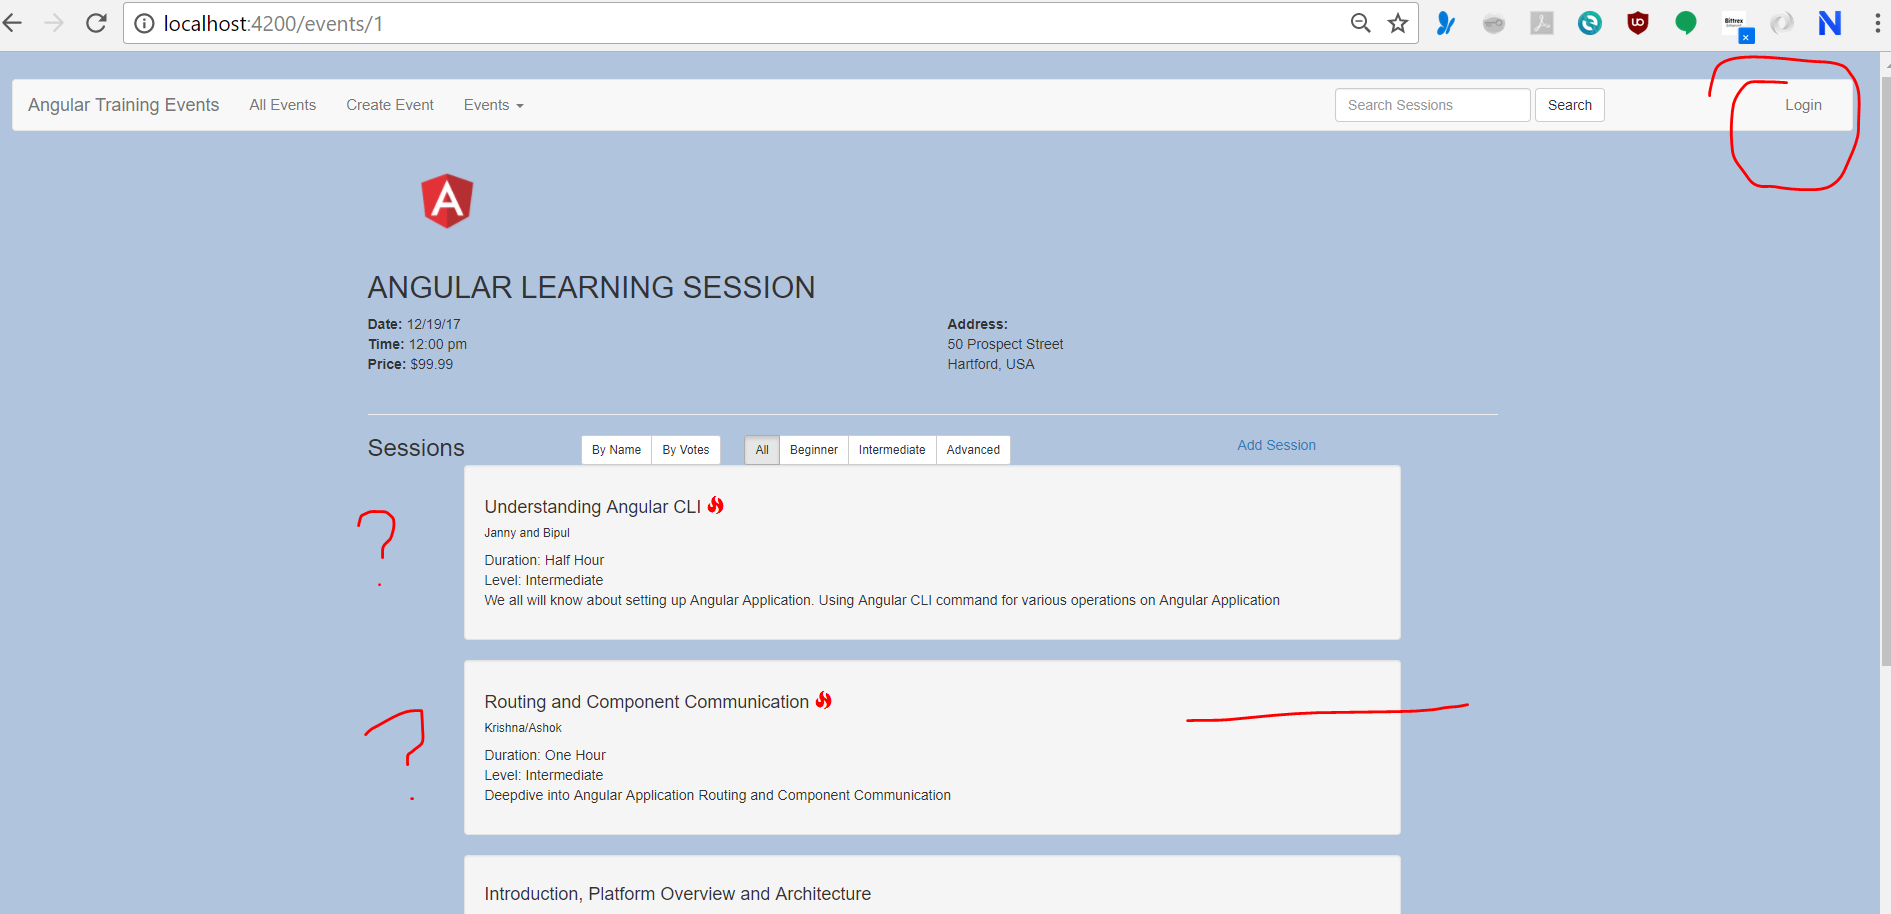 localhost:4200/events/1
Angular Training Events All Events Create Event Events Search Sessions Search Login
ANGULAR LEARNING SESSION
Date: 12/19/17
Time: 12:00 pm
Price: $99.99
Address:
50 Prospect Street
Hartford, USA
Sessions By Name By Votes All Beginner Intermediate Advanced Add Session
Understanding Angular CLI
Janny and Bipul
Duration: Half Hour
Level: Intermediate
We all will know about setting up Angular Application. Using Angular CLI command for various operations on Angular Application
?
Routing and Component Communication
Krishna/Ashok
Duration: One Hour
Level: Intermediate
Deepdive into Angular Application Routing and Component Communication
?
Introduction, Platform Overview and Architecture